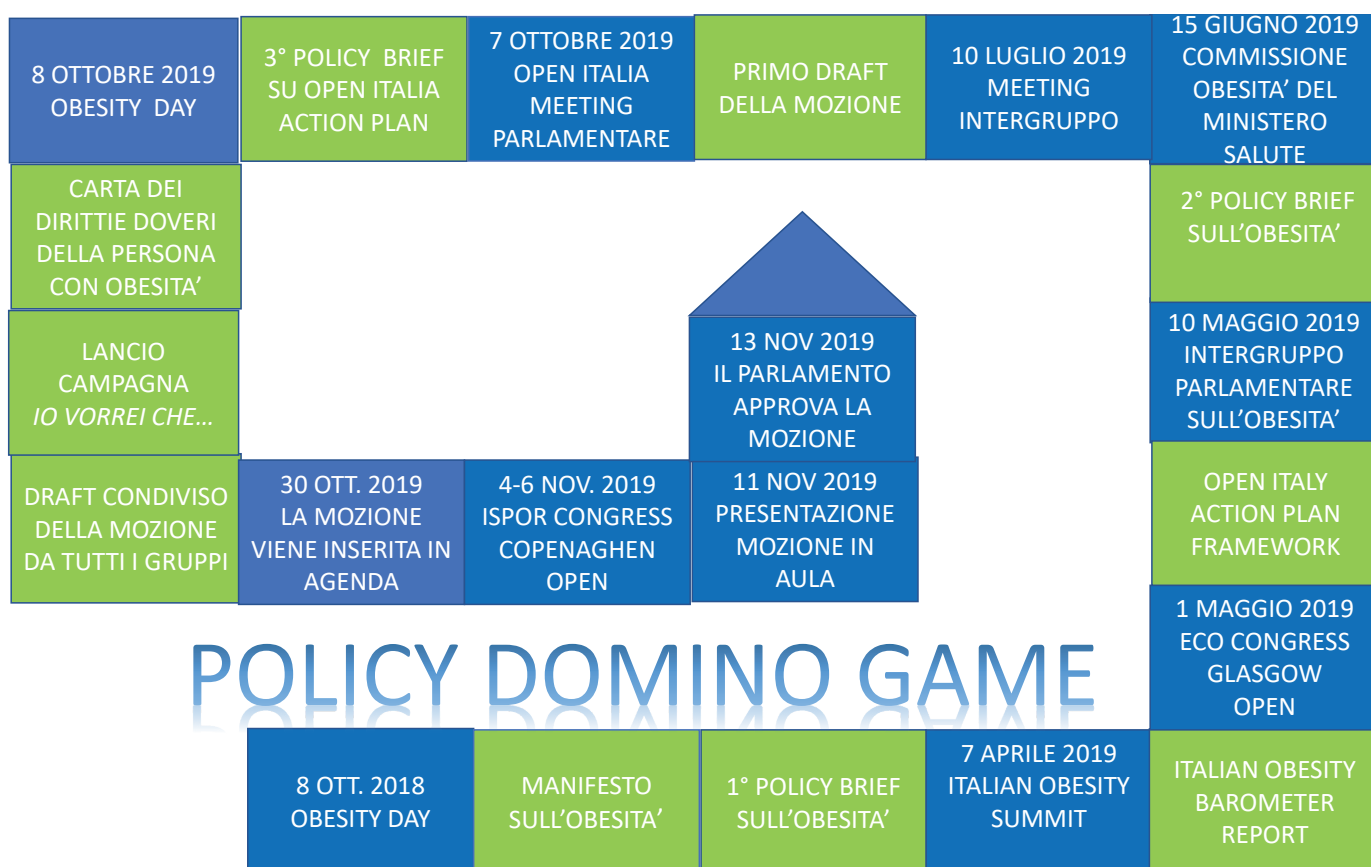 8 OTTOBRE 2019
OBESITY DAY
3° POLICY BRIEF
SU OPEN ITALIA
ACTION PLAN
7 OTTOBRE 2019
OPEN ITALIA
MEETING
PARLAMENTARE
PRIMO DRAFT
DELLA MOZIONE
10 LUGLIO 2019
MEETING
INTERGRUPPO
15 GIUGNO 2019
COMMISSIONE
OBESITA’ DEL
MINISTERO
SALUTE
CARTA DEI
DIRITTIE DOVERI
DELLA PERSONA
CON OBESITA’
2° POLICY BRIEF
SULL’OBESITA’
LANCIO
CAMPAGNA
IO VORREI CHE…
13 NOV 2019
IL PARLAMENTO
APPROVA LA
MOZIONE
10 MAGGIO 2019
INTERGRUPPO
PARLAMENTARE
SULL’OBESITA’
DRAFT CONDIVISO
DELLA MOZIONE
DA TUTTI I GRUPPI
30 OTT. 2019
LA MOZIONE
VIENE INSERITA IN
AGENDA
4-6 NOV. 2019
ISPOR CONGRESS
COPENAGHEN
OPEN
11 NOV 2019
PRESENTAZIONE
MOZIONE IN
AULA
OPEN ITALY
ACTION PLAN
FRAMEWORK
1 MAGGIO 2019
ECO CONGRESS
GLASGOW
OPEN
POLICY DOMINO GAME
8 OTT. 2018
OBESITY DAY
MANIFESTO
SULL’OBESITA’
1° POLICY BRIEF
SULL’OBESITA’
7 APRILE 2019
ITALIAN OBESITY
SUMMIT
ITALIAN OBESITY
BAROMETER
REPORT